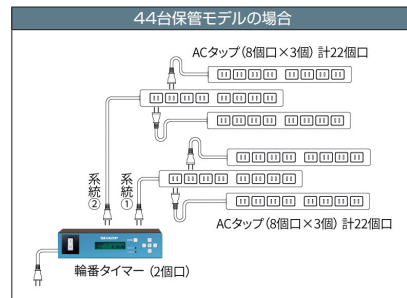 44台保管モデルの場合
ACタップ(8個口×3個) 計22個口
系統②
系統①
ACタップ(8個口×3個) 計22個口
輪番タイマー(2個口)